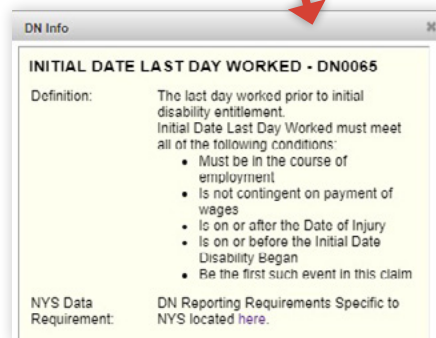 DN Info
INITIAL DATE LAST DAY WORKED - DN0065
Definition: The last day worked prior to initial
disability entitlement.
Initial Date Last Day Worked must meet
all of the following conditions:
• Must be in the course of
employment
• Is not contingent on payment of
wages
• Is on or after the Date of Injury
• Is on or before the Initial Date
Disability Began
• Be the first such event in this claim
NYS Data DN Reporting Requirements Specific to
Requirement: NYS located here.